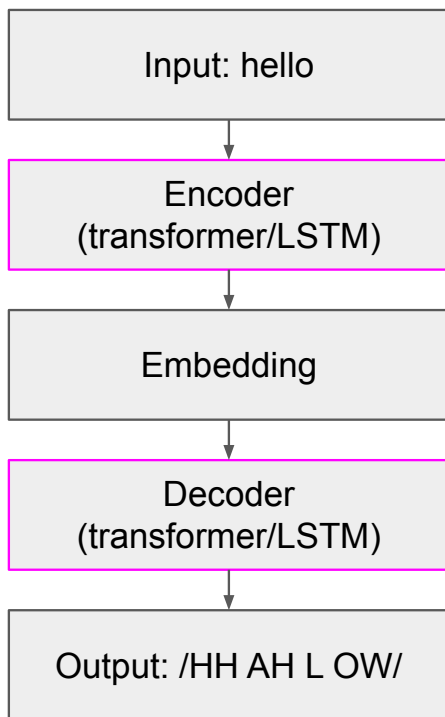 Input: hello
Encoder
(transformer/LSTM)
Embedding
Decoder
(transformer/LSTM)
Output: /HH AH L OW/